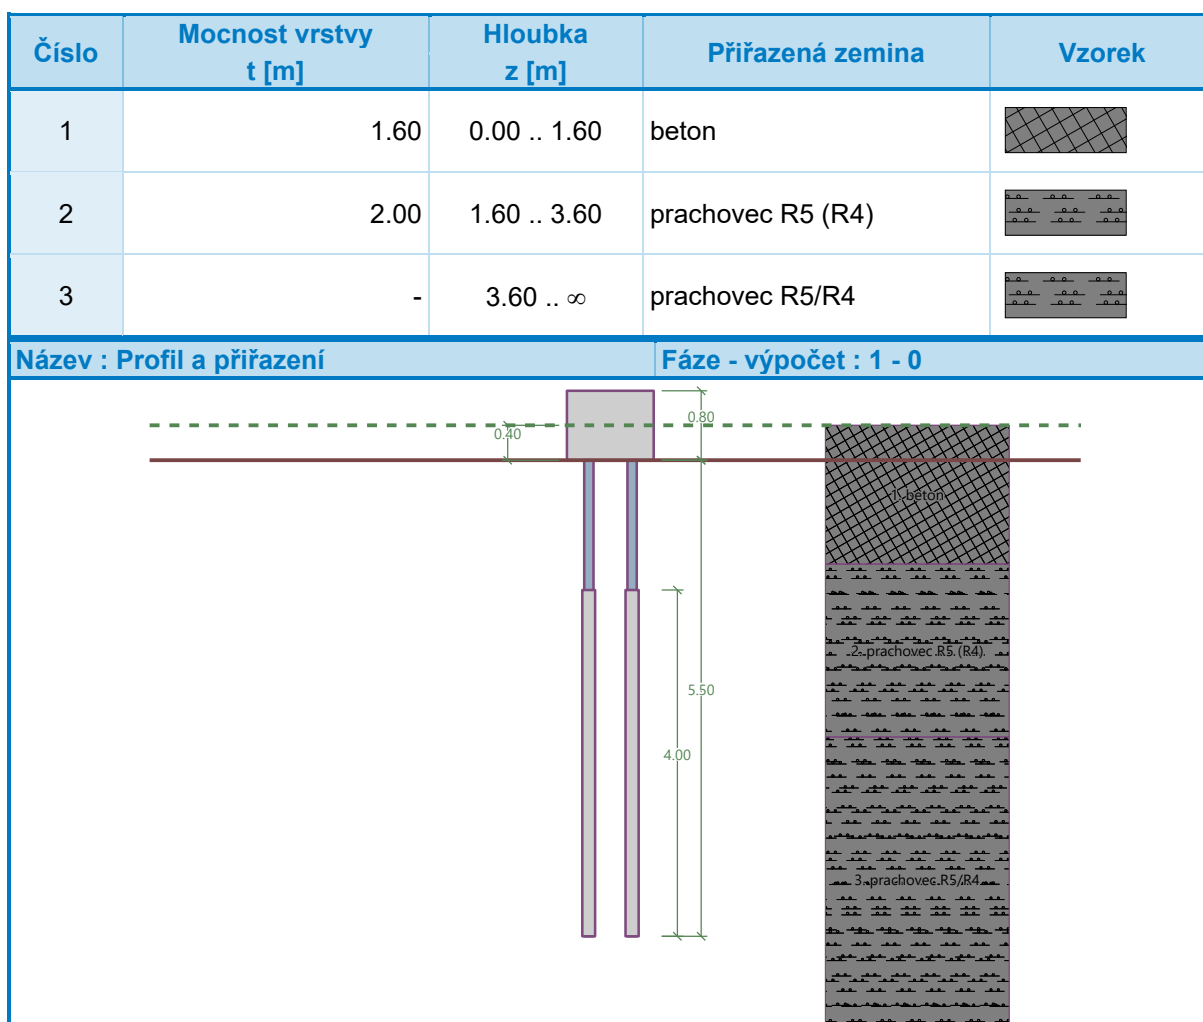 Číslo
Mocnost vrstvy
t [m]
Hloubka
z [m]
Přiřazená zemina
Vzorek
1
1.60
0.00 .. 1.60
beton
2
2.00
1.60 .. 3.60
prachovec R5 (R4)
3
-
3.60 .. ∞
prachovec R5/R4
Název : Profil a přiřazení
Fáze - výpočet : 1 - 0
0.80
0.40
1. beton
2. prachovec R5 (R4)
5.50
4.00
3. prachovec R5/R4